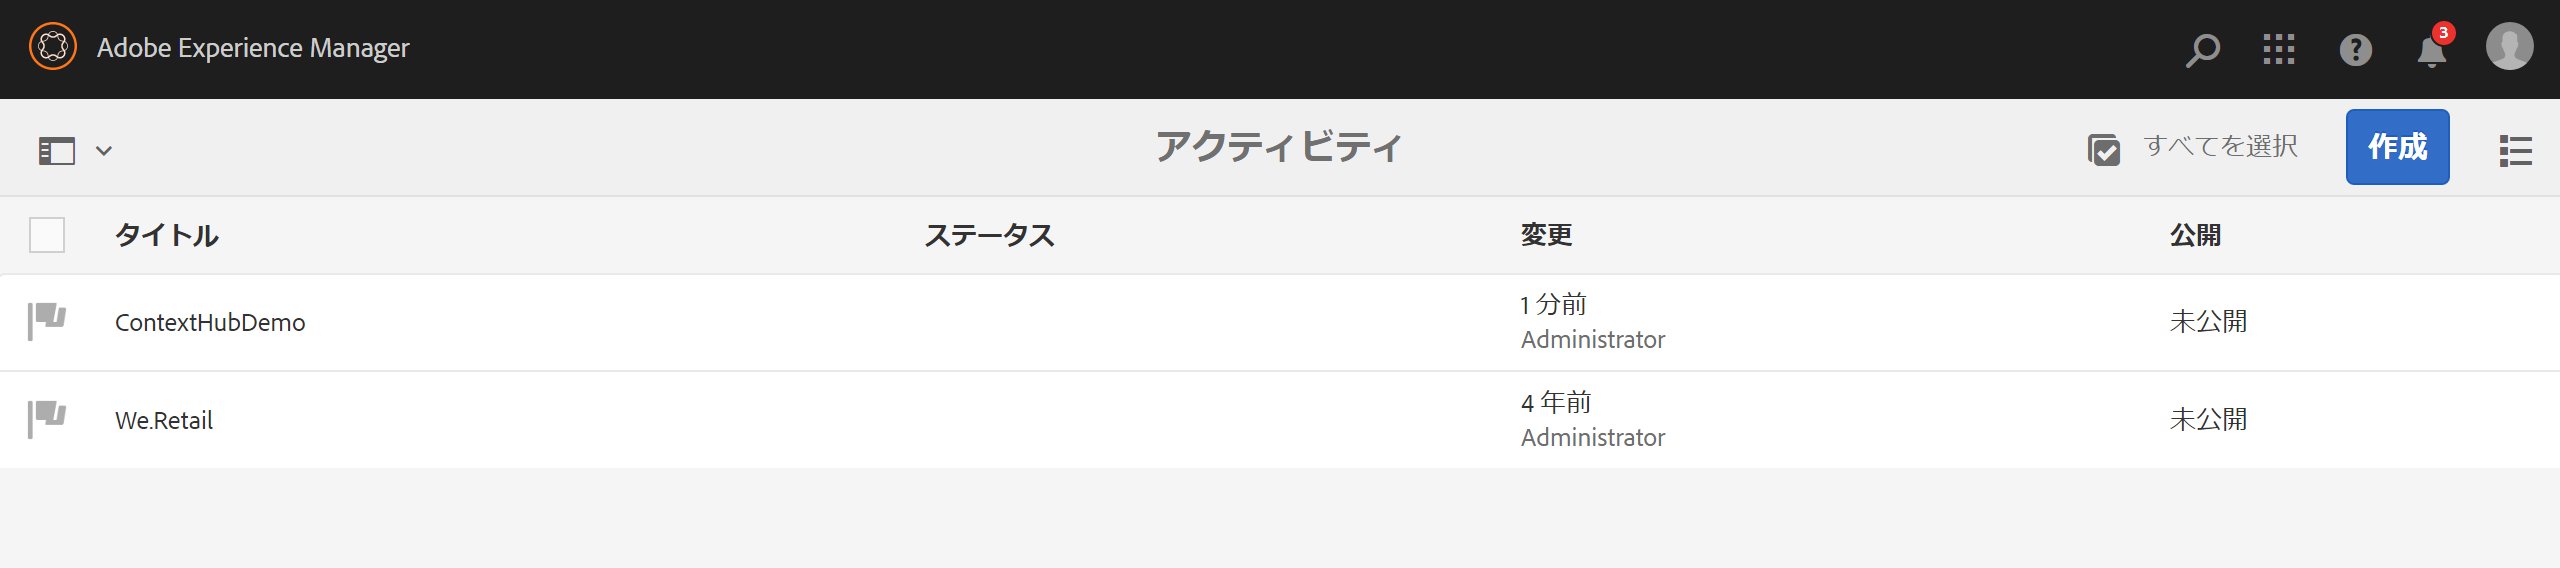 Adobe Experience Manager
3
アクティビティ
すべてを選択
作成
タイトル ステータス 変更 公開
ContextHubDemo 1 分前 未公開
Administrator
We.Retail 4 年前 未公開
Administrator